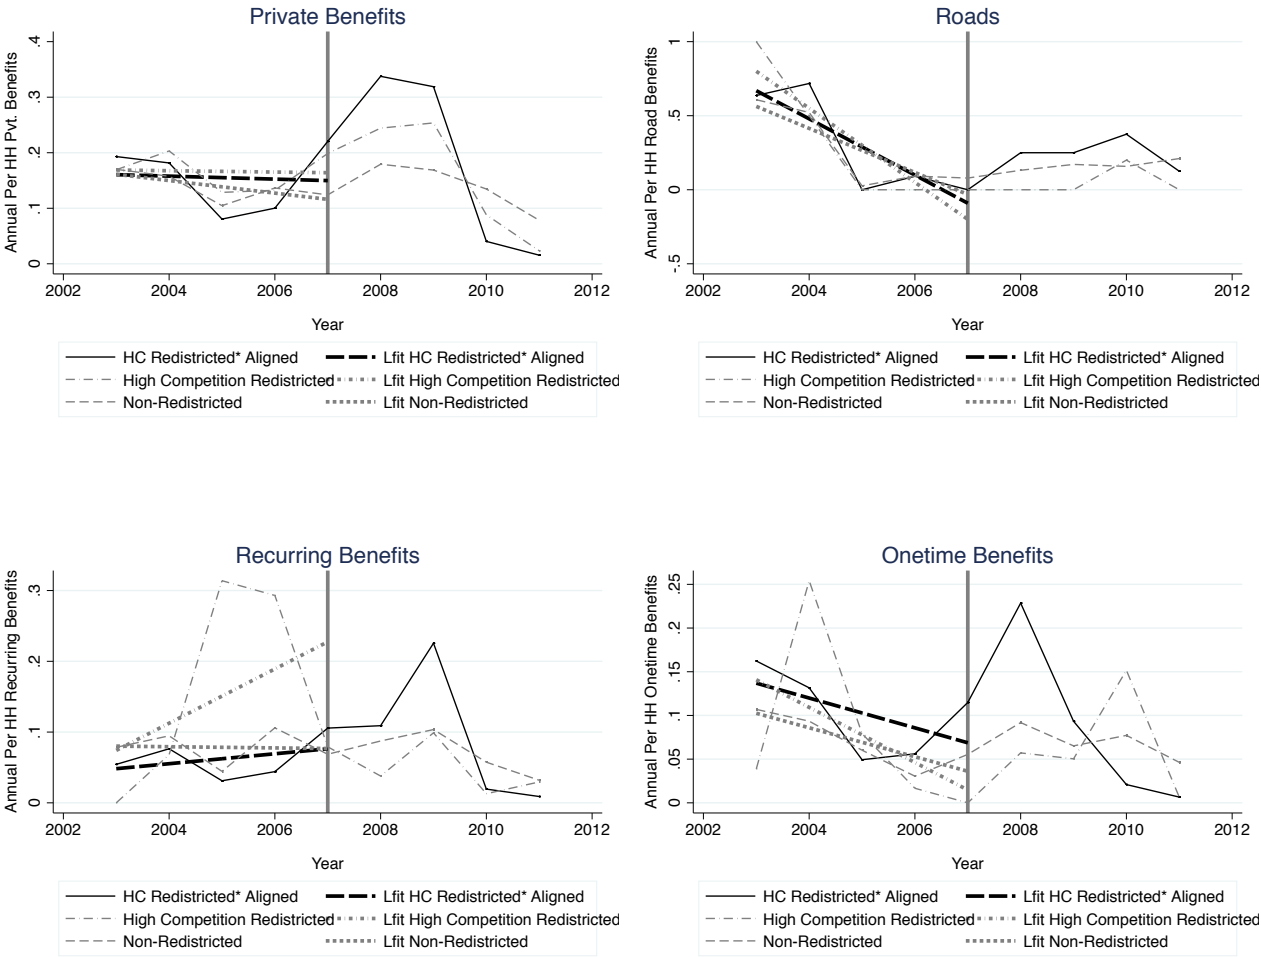 Private Benefits
Annual Per HH Pvt. Benefits
.4
.3
.2
.1
0
2002 2004 2006 2008 2010 2012
Year
HC Redistricted* Aligned Lfit HC Redistricted* Aligned
High Competition Redistricted Lfit High Competition Redistricted
Non-Redistricted Lfit Non-Redistricted
Roads
Annual Per HH Road Benefits
1
.5
0
-.5
2002 2004 2006 2008 2010 2012
Year
HC Redistricted* Aligned Lfit HC Redistricted* Aligned
High Competition Redistricted Lfit High Competition Redistricted
Non-Redistricted Lfit Non-Redistricted
Recurring Benefits
Annual Per HH Recurring Benefits
.3
.2
.1
0
2002 2004 2006 2008 2010 2012
Year
HC Redistricted* Aligned Lfit HC Redistricted* Aligned
High Competition Redistricted Lfit High Competition Redistricted
Non-Redistricted Lfit Non-Redistricted
Onetime Benefits
Annual Per HH Onetime Benefits
.25
.2
.15
.1
.05
0
2002 2004 2006 2008 2010 2012
Year
HC Redistricted* Aligned Lfit HC Redistricted* Aligned
High Competition Redistricted Lfit High Competition Redistricted
Non-Redistricted Lfit Non-Redistricted